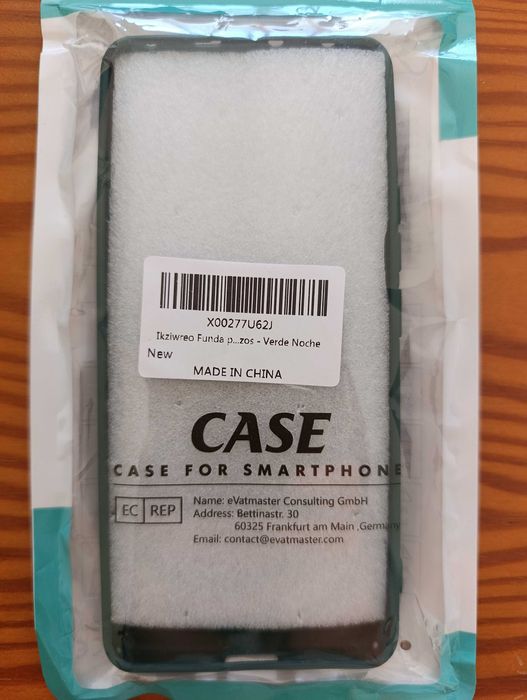 X00277U62J
Ikziwreo Funda p...zos - Verde Noche
New
MADE IN CHINA
CASE
CASE FOR SMARTPHONE
EC REP
Name: eVatmaster Consulting GmbH
Address: Bettinastr. 30
60325 Frankfurt am Main ,Germany
Email: contact@evatmaster.com